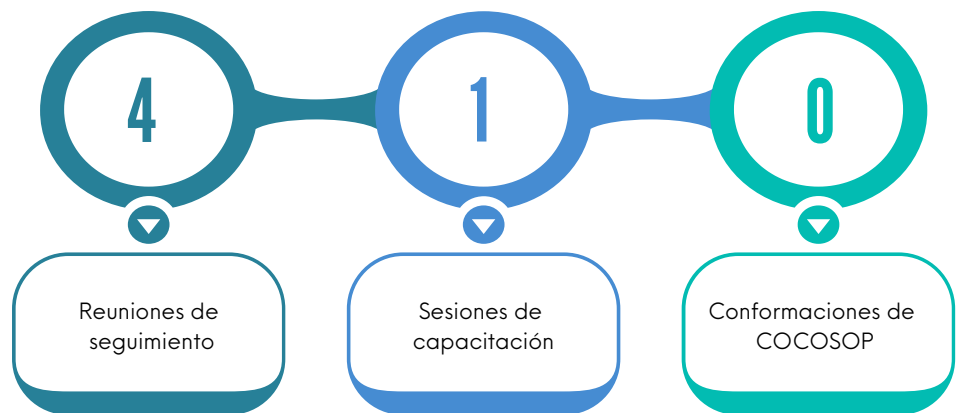 4
1
0
Reuniones de
seguimiento
Sesiones de
capacitación
Conformaciones de
COCOSOP